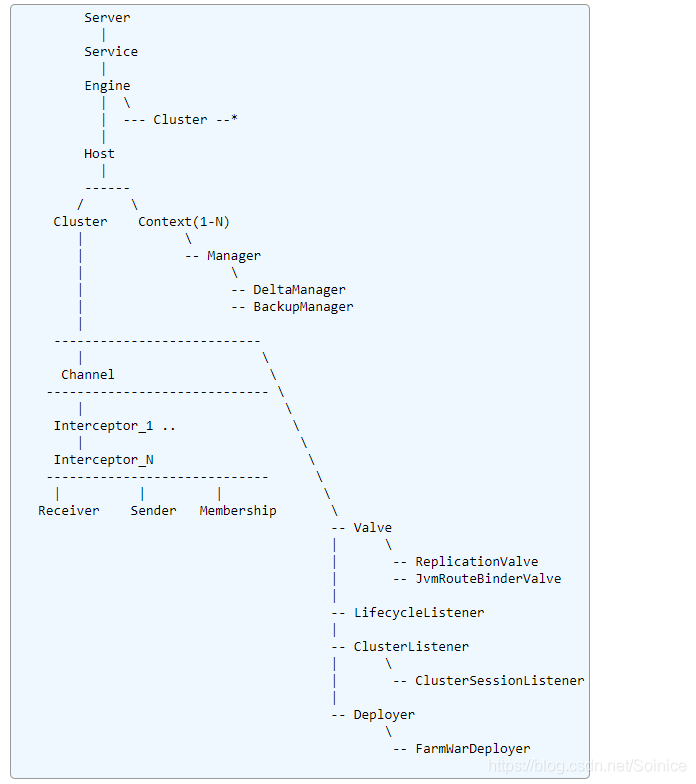 Server
|
Service
|
Engine
| \
| --- Cluster --*
|
Host
|
------
/ \
Cluster Context(1-N)
| \
| -- Manager
| \
| -- DeltaManager
| -- BackupManager
|
---------------------------
| \
Channel \
----------------------------- \
| \
Interceptor_1 .. \
| \
Interceptor_N \
----------------------------- \
| | | \
Receiver Sender Membership \
-- Valve
| \
| -- ReplicationValve
| -- JvmRouteBinderValve
|
-- LifecycleListener
|
-- ClusterListener
| \
| -- ClusterSessionListener
|
-- Deployer
\
-- FarmWarDeployer
https://blog.csdn.net/Soinice